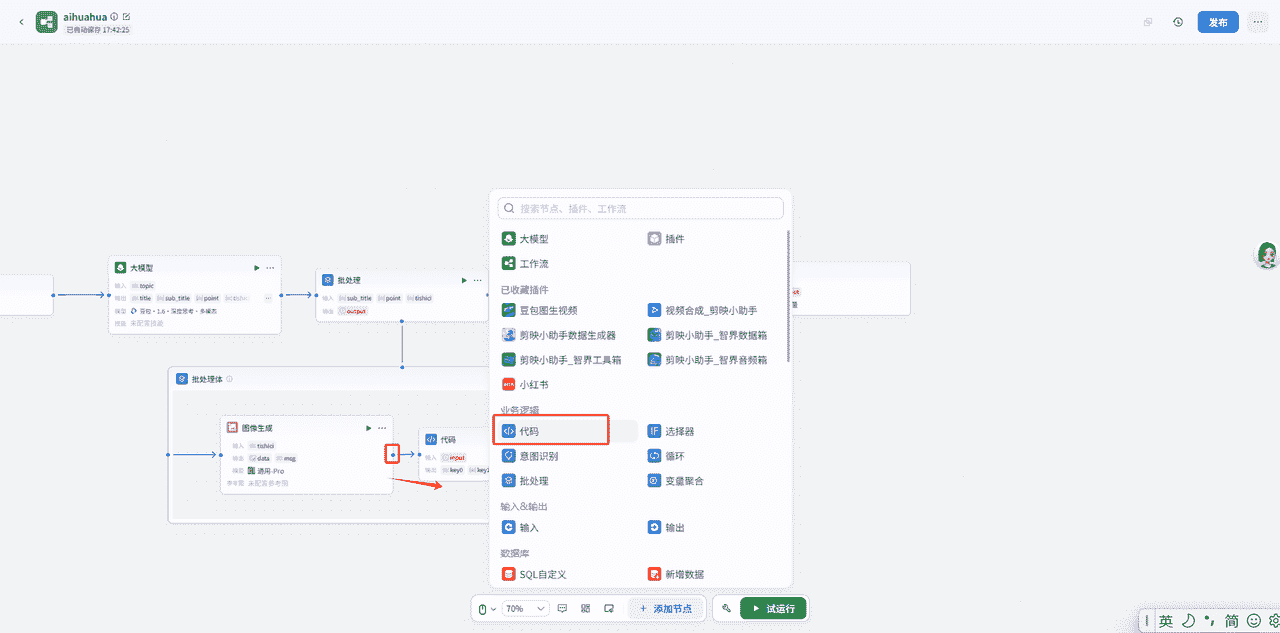 aihuahua
已自动保存 17:42:25
发布
搜索节点、插件、工作流
大模型
插件
工作流
已收藏插件
豆包图生视频
视频合成_剪映小助手
剪映小助手数据生成器
剪映小助手_智界数据箱
剪映小助手_智界工具箱
剪映小助手_智界音频箱
小红书
业务逻辑
代码
选择器
意图识别
循环
批处理
变量聚合
输入&输出
输入
输出
数据库
SQL自定义
新增数据
大模型
输入 topic
输出 title sub_title point tishici
模型 豆包·1.6·深度思考·多模态
技能 未配置技能
批处理
输入 sub_title point tishici
输出 output
批处理体
图像生成
输入 tishici
输出 data msg
模型 通用-Pro
参考图 未配置参考图
代码
输入 input
输出 key0 key2
70%
添加节点
试运行
英
简